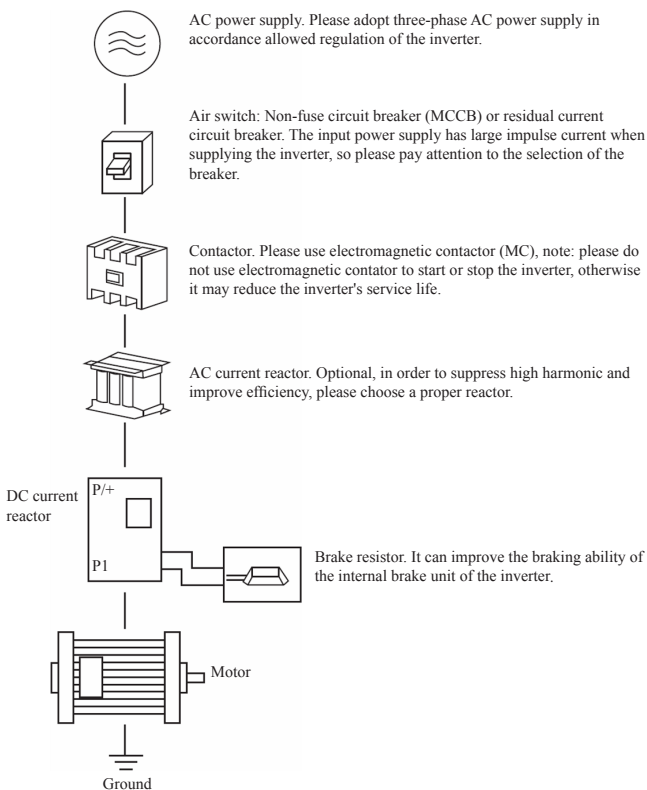 AC power supply. Please adopt three-phase AC power supply in
accordance allowed regulation of the inverter.
Air switch: Non-fuse circuit breaker (MCCB) or residual current
circuit breaker. The input power supply has large impulse current when
supplying the inverter, so please pay attention to the selection of the
breaker.
Contactor. Please use electromagnetic contactor (MC), note: please do
not use electromagnetic contator to start or stop the inverter, otherwise
it may reduce the inverter's service life.
AC current reactor. Optional, in order to suppress high harmonic and
improve efficiency, please choose a proper reactor.
DC current
reactor
P/+
P1
Brake resistor. It can improve the braking ability of
the internal brake unit of the inverter.
Motor
Ground